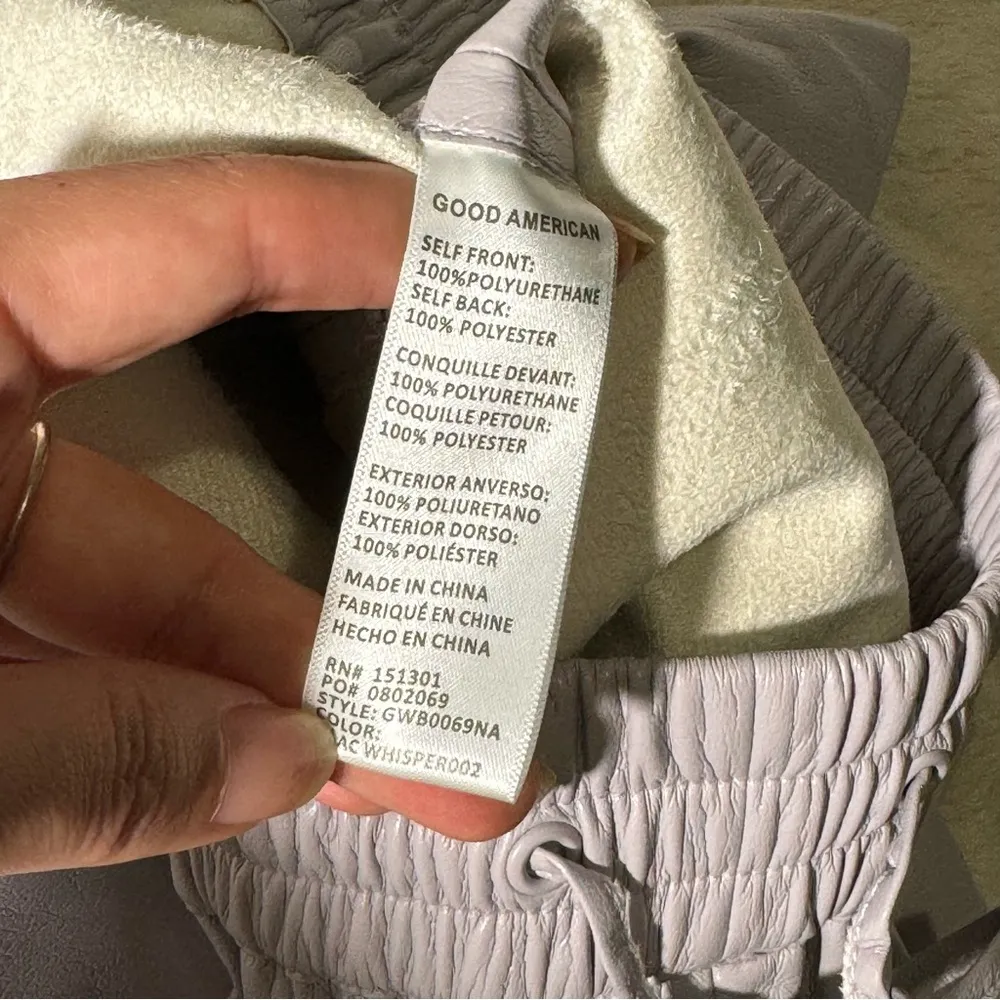 GOOD AMERICAN
SELF FRONT:
100%POLYURETHANE
SELF BACK:
100% POLYESTER
CONQUILLE DEVANT:
100% POLYURETHANE
COQUILLE PETOUR:
100% POLYESTER
EXTERIOR ANVERSO:
100% POLIURETANO
EXTERIOR DORSO:
100% POLIÉSTER
MADE IN CHINA
FABRIQUÉ EN CHINE
HECHO EN CHINA
RN# 151301
PO# 0802069
STYLE: GWB0069NA
COLOR:
WHISPER002